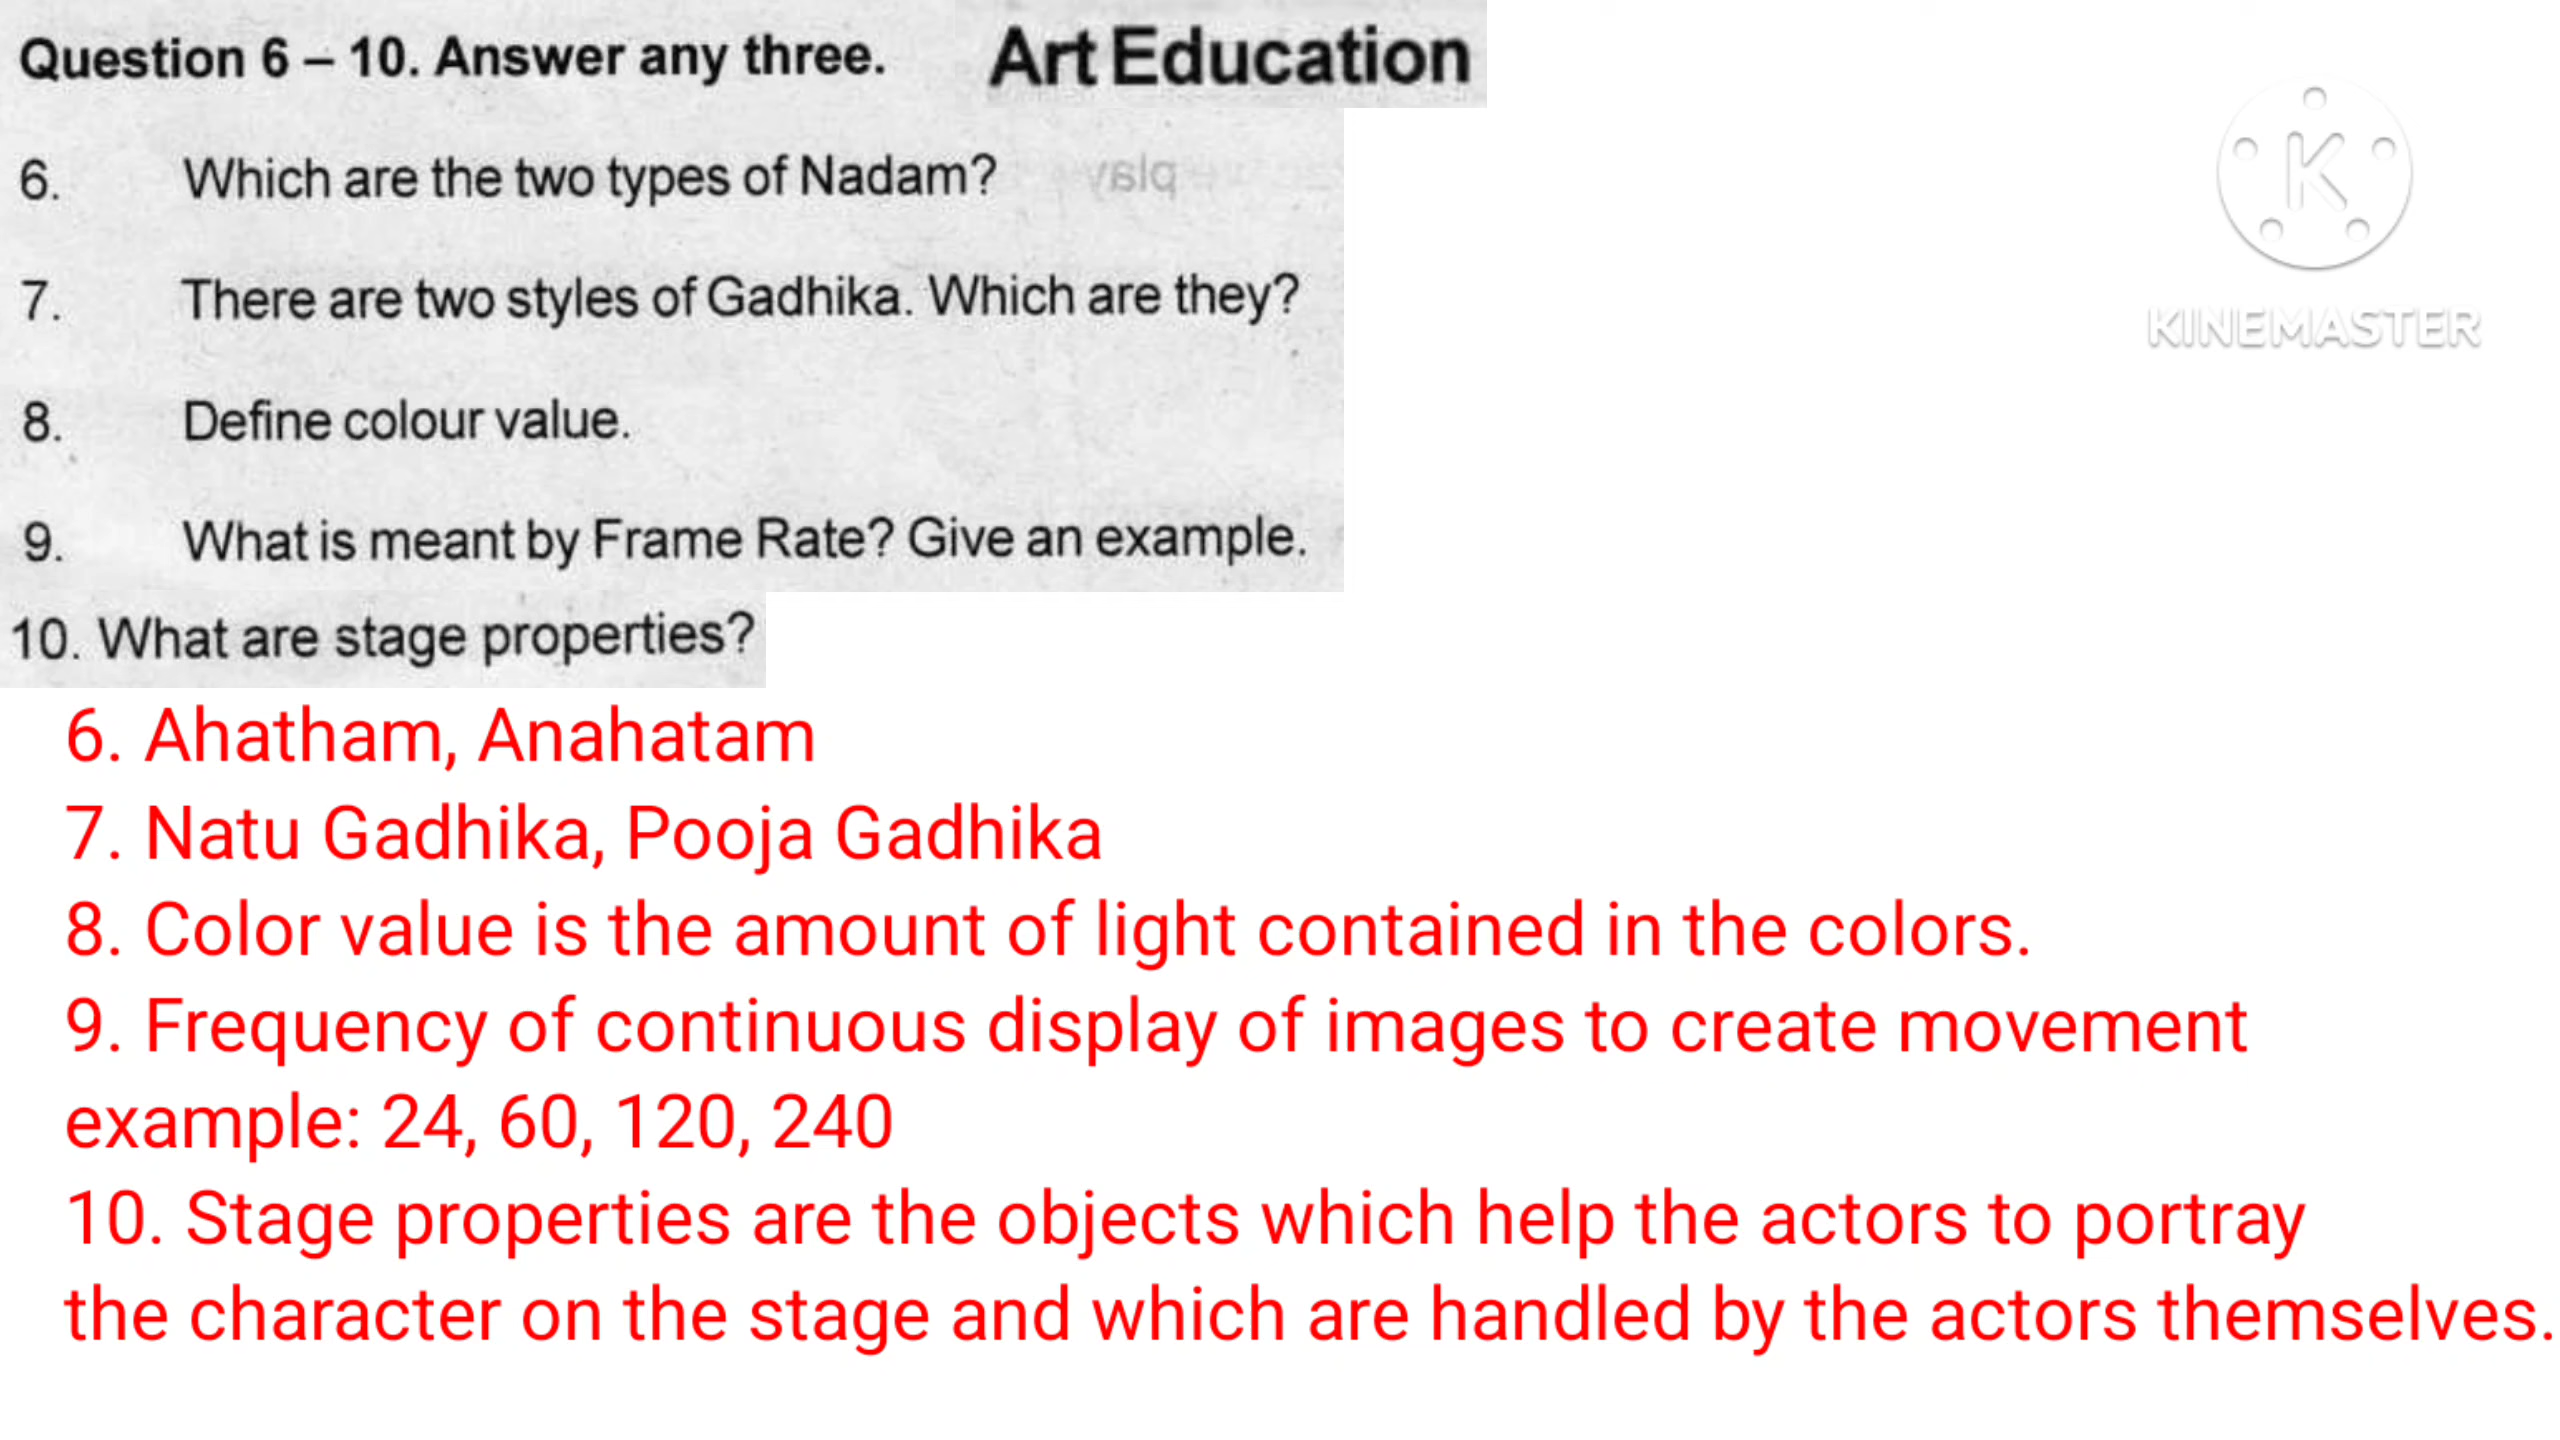 Question 6 – 10. Answer any three. Art Education
6. Which are the two types of Nadam? play
7. There are two styles of Gadhika. Which are they?
8. Define colour value.
9. What is meant by Frame Rate? Give an example.
10. What are stage properties?
K
KINEMASTER
6. Ahatham, Anahatam
7. Natu Gadhika, Pooja Gadhika
8. Color value is the amount of light contained in the colors.
9. Frequency of continuous display of images to create movement
example: 24, 60, 120, 240
10. Stage properties are the objects which help the actors to portray
the character on the stage and which are handled by the actors themselves.